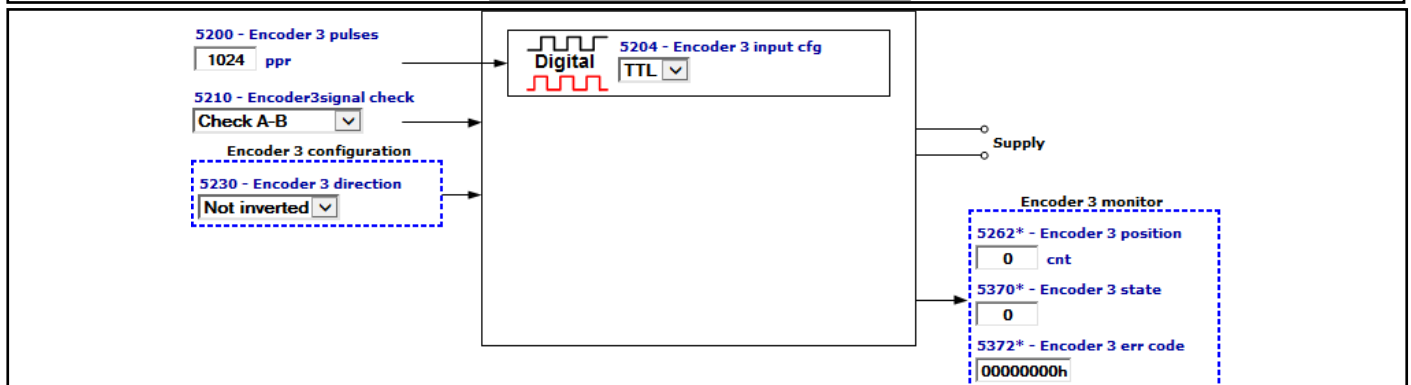 5200 - Encoder 3 pulses
1024 ppr
Digital
5204 - Encoder 3 input cfg
TTL
5210 - Encoder3signal check
Check A-B
Encoder 3 configuration
5230 - Encoder 3 direction
Not inverted
Supply
Encoder 3 monitor
5262* - Encoder 3 position
0 cnt
5370* - Encoder 3 state
0
5372* - Encoder 3 err code
00000000h